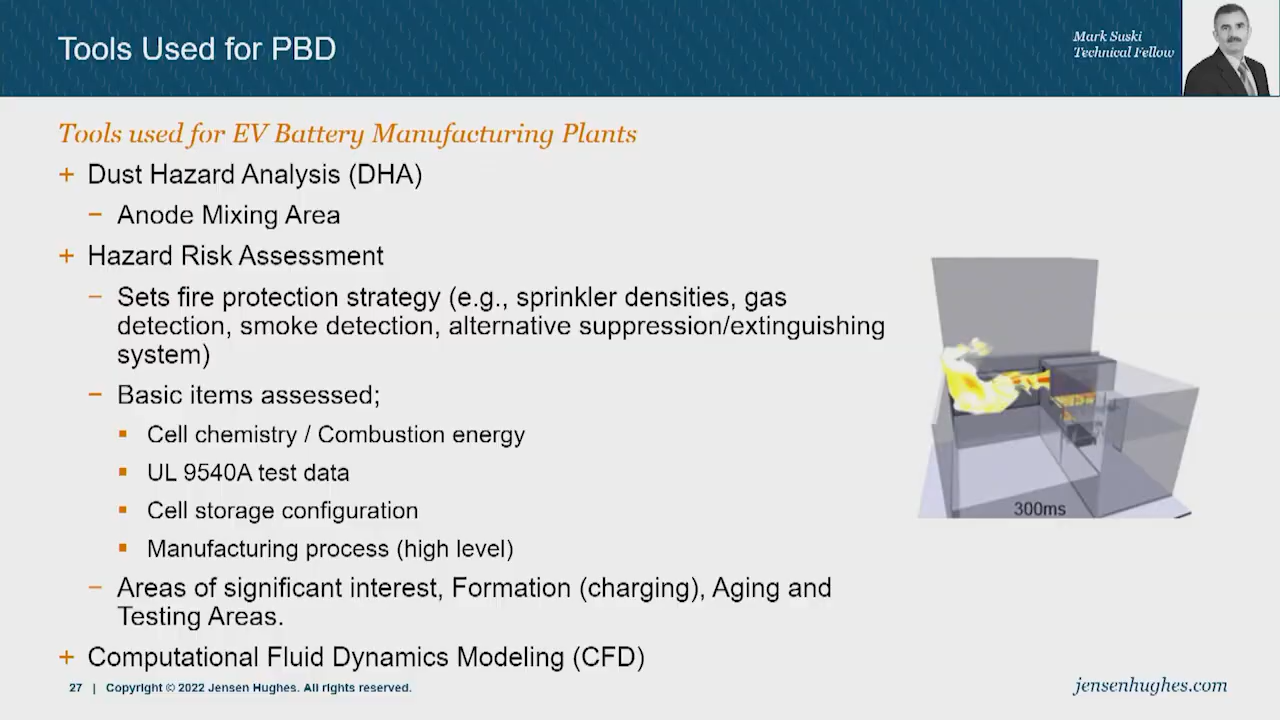 Tools Used for PBD
Mark Suski
Technical Fellow
Tools used for EV Battery Manufacturing Plants
+ Dust Hazard Analysis (DHA)
− Anode Mixing Area
+ Hazard Risk Assessment
− Sets fire protection strategy (e.g., sprinkler densities, gas
detection, smoke detection, alternative suppression/extinguishing
system)
− Basic items assessed;
▪ Cell chemistry / Combustion energy
▪ UL 9540A test data
▪ Cell storage configuration
▪ Manufacturing process (high level)
− Areas of significant interest, Formation (charging), Aging and
Testing Areas.
+ Computational Fluid Dynamics Modeling (CFD)
300ms
27 | Copyright © 2022 Jensen Hughes. All rights reserved.
jensenhughes.com